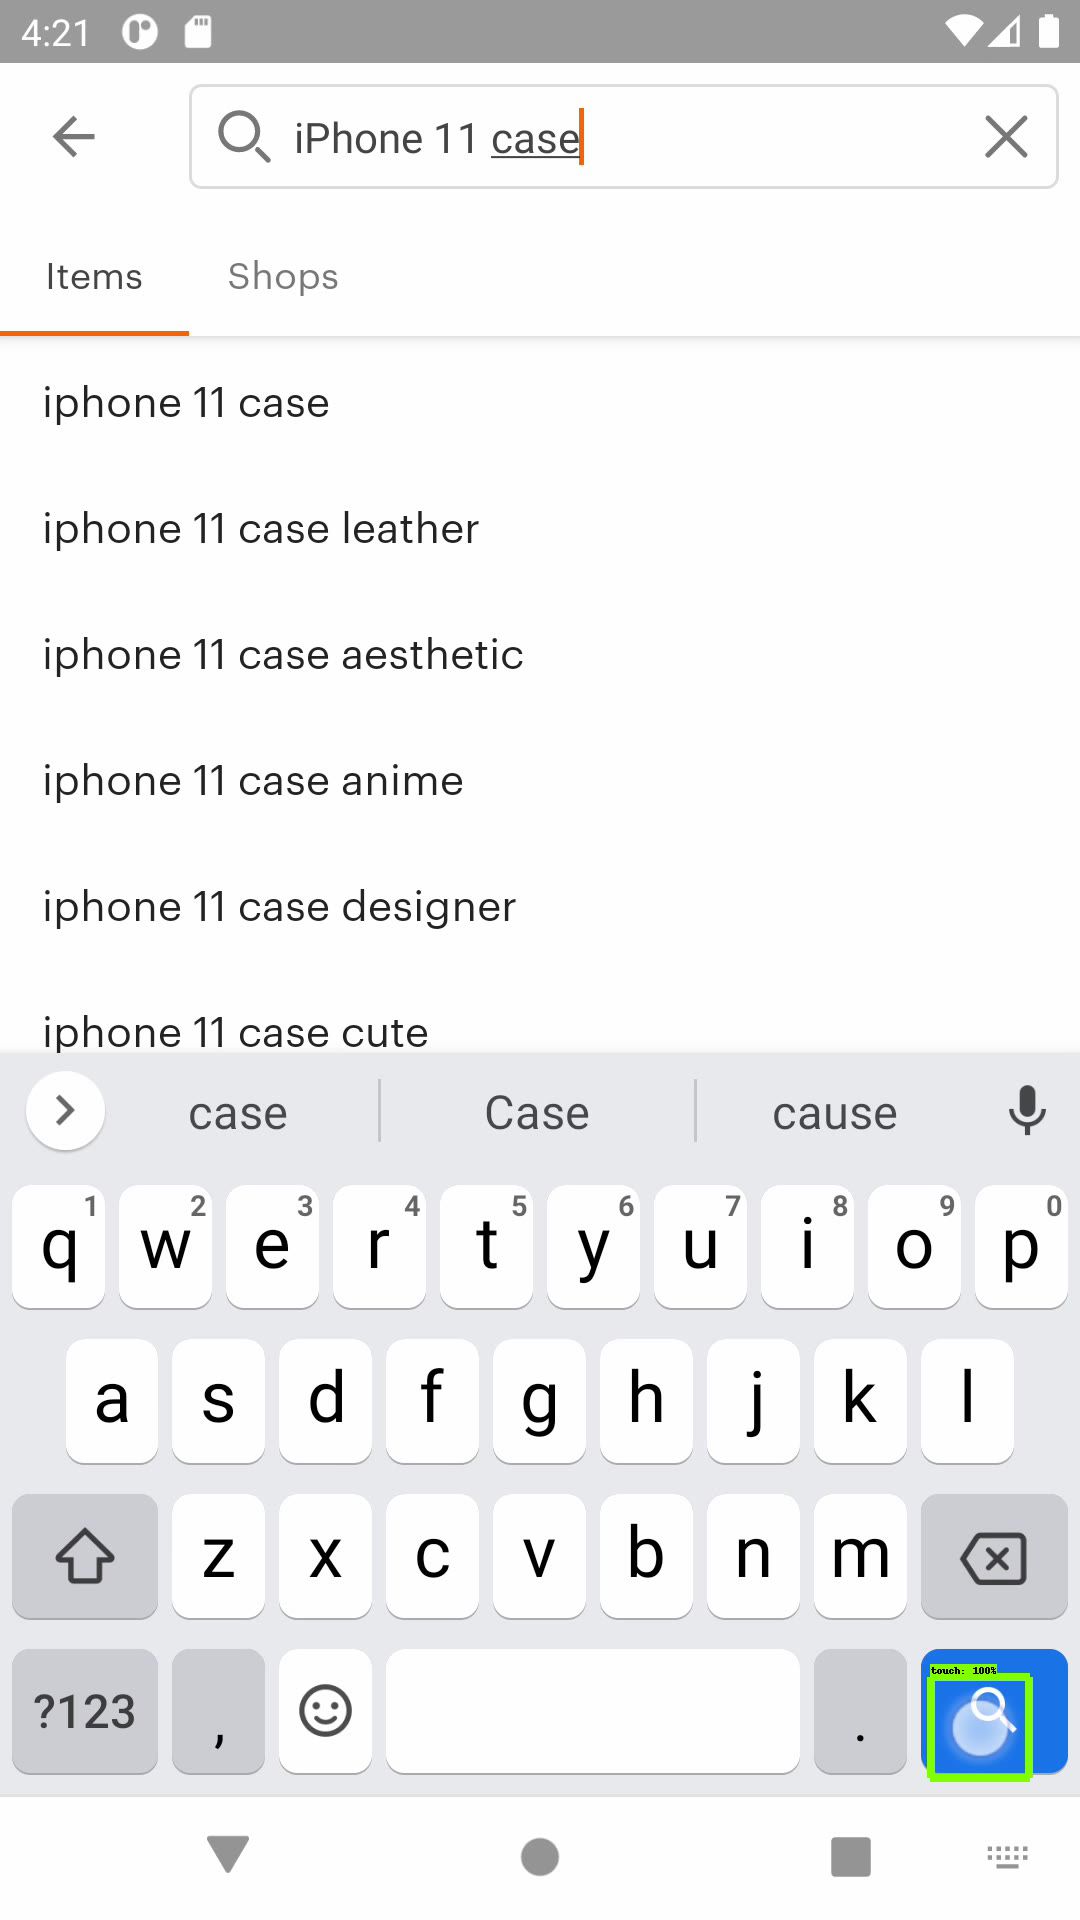 4:21
iPhone 11 case
Items Shops
iphone 11 case
iphone 11 case leather
iphone 11 case aesthetic
iphone 11 case anime
iphone 11 case designer
iphone 11 case cute
case Case cause
1 2 3 4 5 6 7 8 9 0
q w e r t y u i o p
a s d f g h j k l
z x c v b n m
touch: 100%
?123 , .